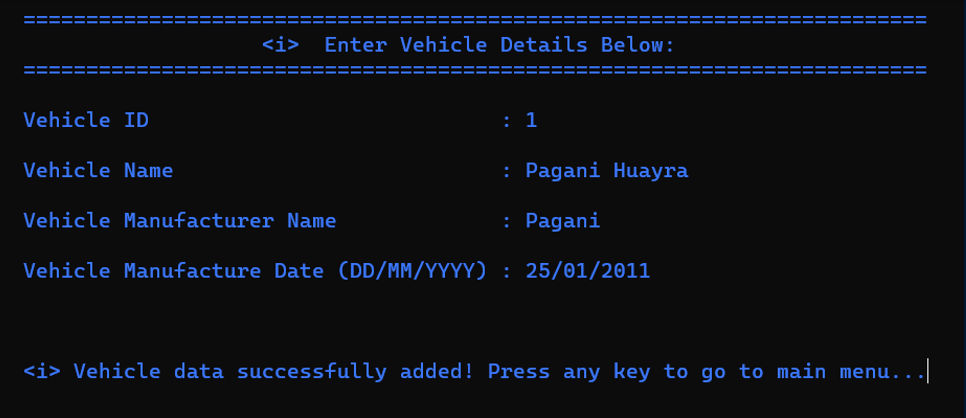 ========================================================================
<i>  Enter Vehicle Details Below:
========================================================================
Vehicle ID                            : 1
Vehicle Name                          : Pagani Huayra
Vehicle Manufacturer Name             : Pagani
Vehicle Manufacture Date (DD/MM/YYYY) : 25/01/2011
<i> Vehicle data successfully added! Press any key to go to main menu...